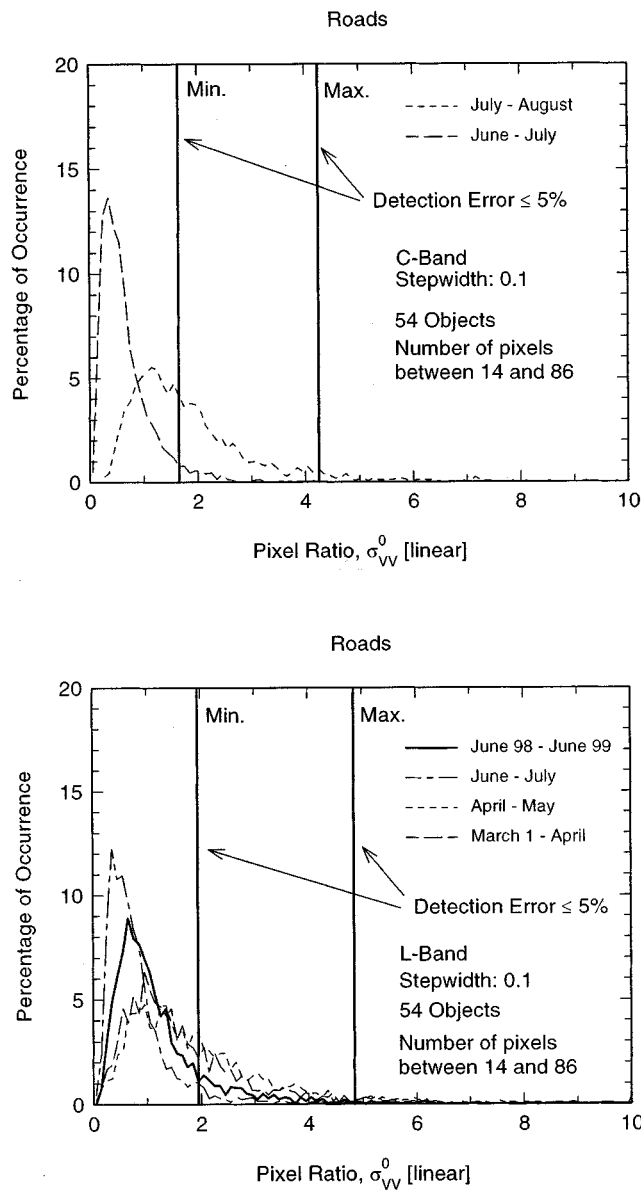 Roads
20
15
10
5
0
Percentage of Occurrence
Min.
Max.
July - August
June - July
Detection Error ≤ 5%
C-Band
Stepwidth: 0.1
54 Objects
Number of pixels
between 14 and 86
0 2 4 6 8 10
Pixel Ratio, σ⁰VV [linear]
Roads
20
15
10
5
0
Percentage of Occurrence
Min.
Max.
June 98 - June 99
June - July
April - May
March 1 - April
Detection Error ≤ 5%
L-Band
Stepwidth: 0.1
54 Objects
Number of pixels
between 14 and 86
0 2 4 6 8 10
Pixel Ratio, σ⁰VV [linear]